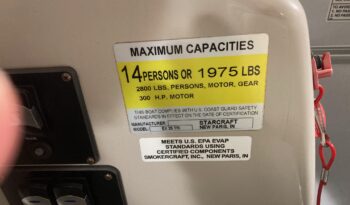 MAXIMUM CAPACITIES
14 PERSONS OR 1975 LBS
2800 LBS, PERSONS, MOTOR, GEAR
300 H.P. MOTOR
THIS BOAT COMPLIES WITH U.S. COAST GUARD SAFETY
STANDARDS IN EFFECT ON THE DATE OF CERTIFICATION
MANUFACTURER: STARCRAFT
MODEL: NEW PARIS, IN
MEETS U.S. EPA EVAP
STANDARDS USING
CERTIFIED COMPONENTS
SMOKERCRAFT, INC., NEW PARIS, IN